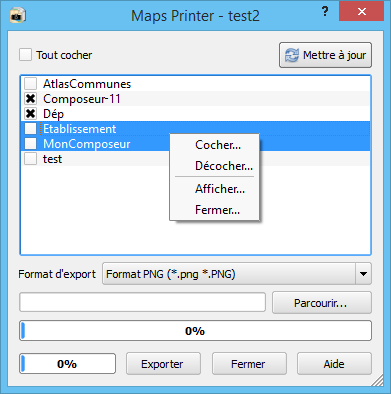 Maps Printer - test2
?
Tout cocher
Mettre à jour
AtlasCommunes
Composeur-11
Dép
Etablissement
MonComposeur
test
Cocher...
Décocher...
Afficher...
Fermer...
Format d'export
Format PNG (*.png *.PNG)
Parcourir...
0%
0%
Exporter
Fermer
Aide